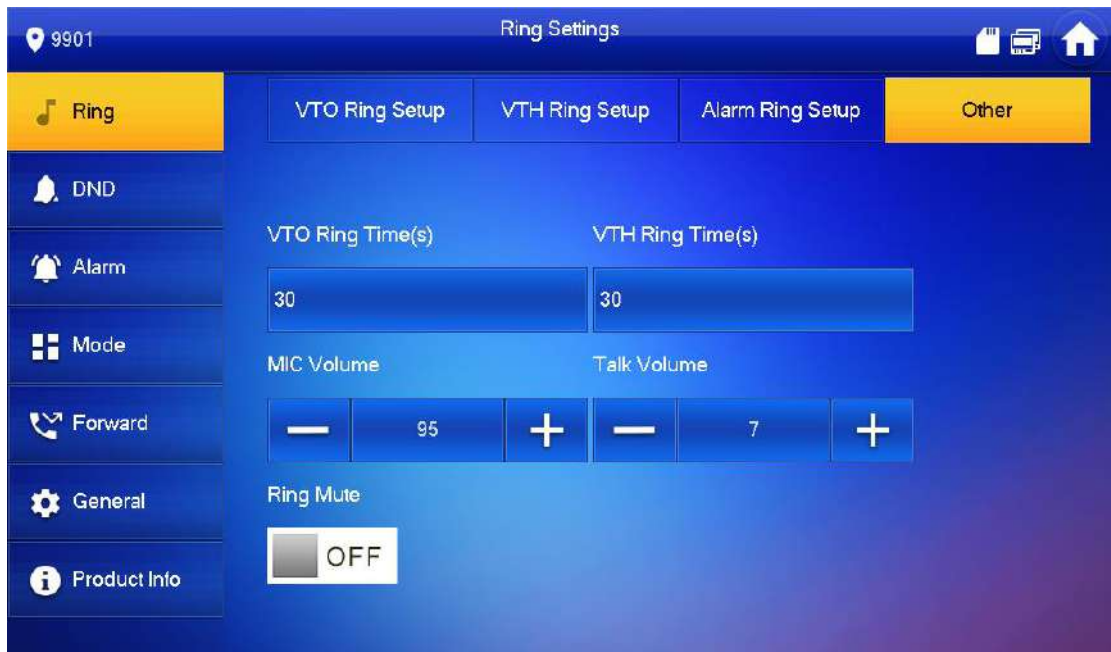 9901
Ring Settings
Ring
VTO Ring Setup
VTH Ring Setup
Alarm Ring Setup
Other
DND
Alarm
Mode
Forward
General
Product Info
VTO Ring Time(s)
VTH Ring Time(s)
30
30
MIC Volume
Talk Volume
95
7
Ring Mute
OFF